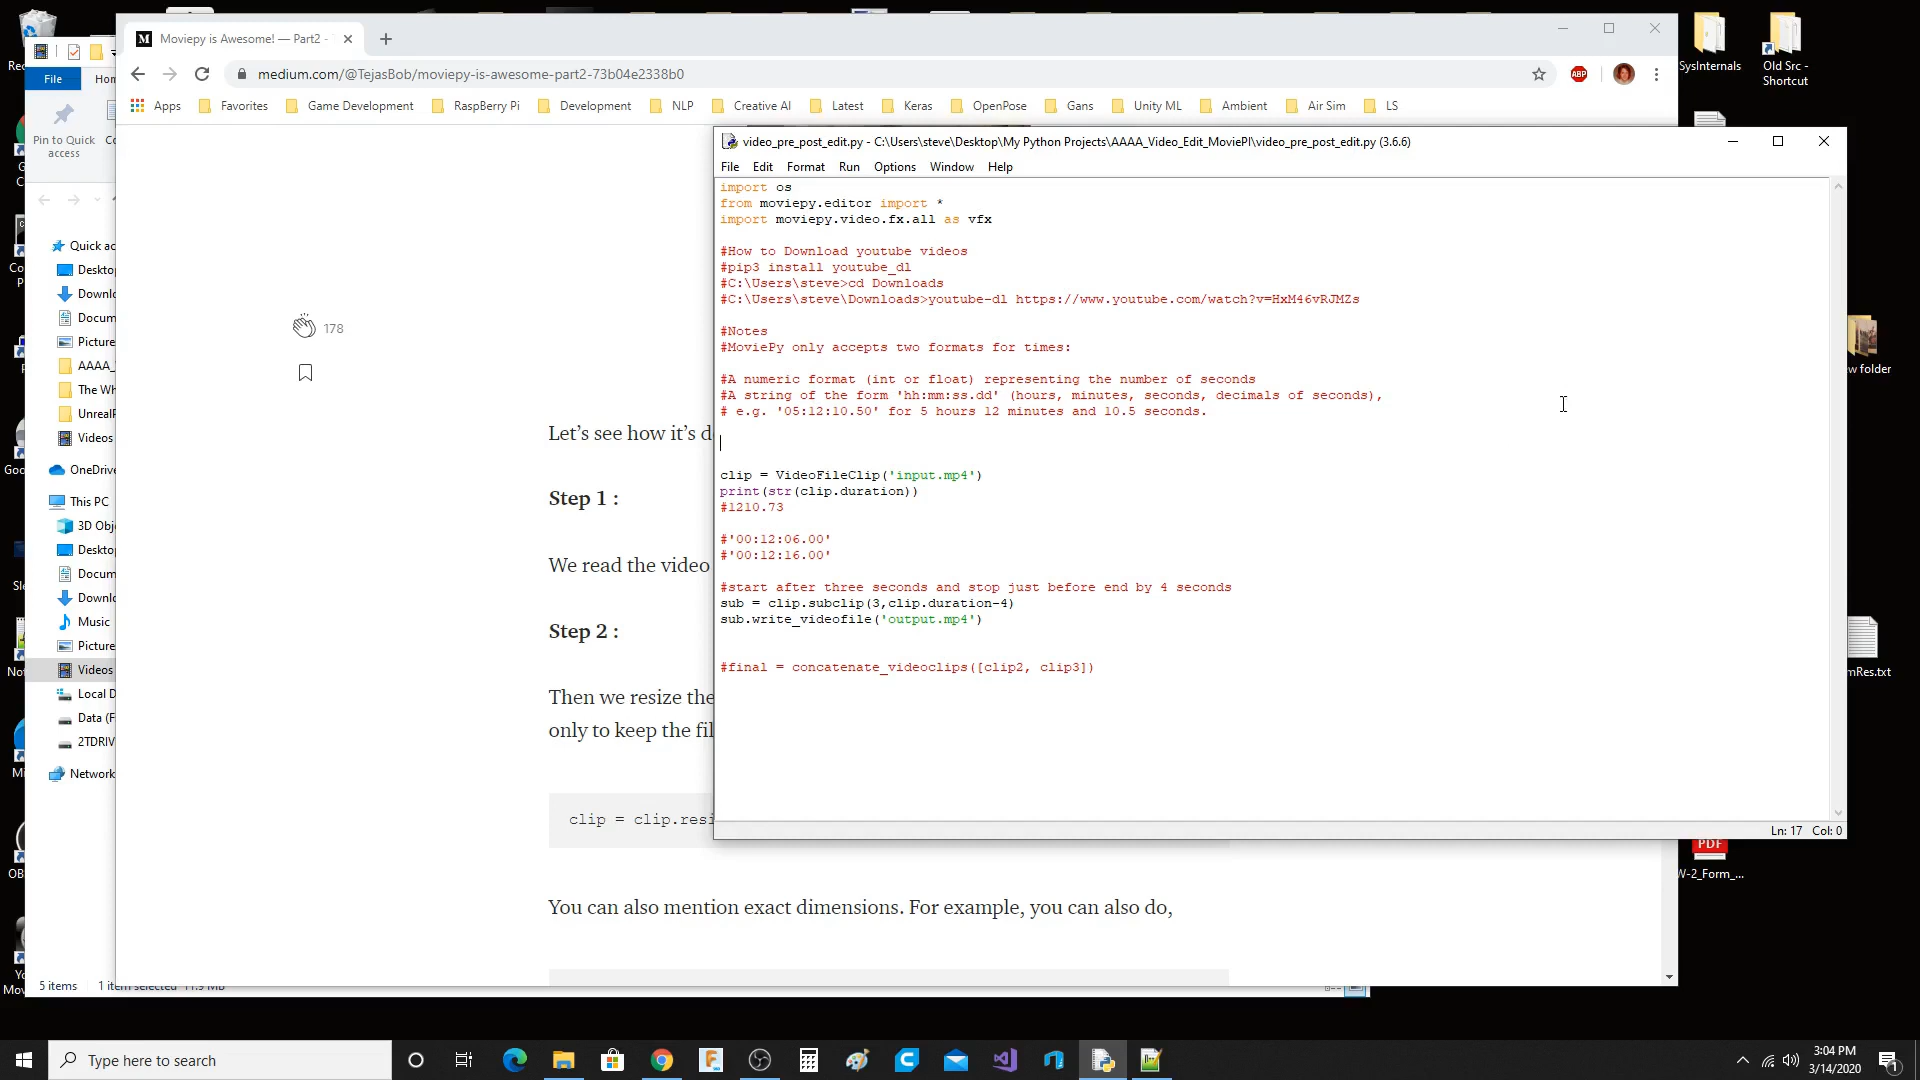 Moviepy is Awesome! — Part2 -
medium.com/@TejasBob/moviepy-is-awesome-part2-73b04e2338b0
ABP
Apps Favorites Game Development RaspBerry Pi Development NLP Creative AI Latest Keras OpenPose Gans Unity ML Ambient Air Sim LS
SysInternals
Old Src -
Shortcut
File
Pin to Quick
access
Quick
OneDrive
This PC
Music
Videos
Network
5 items
178
Let's see how it's
Step 1 :
We read the video
Step 2 :
Then we resize the
only to keep the
clip = clip.resi
You can also mention exact dimensions. For example, you can also do,
video_pre_post_edit.py - C:\Users\steve\Desktop\My Python Projects\AAAA_Video_Edit_MoviePI\video_pre_post_edit.py (3.6.6)
File Edit Format Run Options Window Help
import os
from moviepy.editor import *
import moviepy.video.fx.all as vfx
#How to Download youtube videos
#pip3 install youtube_dl
#C:\Users\steve>cd Downloads
#C:\Users\steve\Downloads>youtube-dl https://www.youtube.com/watch?v=HxM46vRJMZs
#Notes
#MoviePy only accepts two formats for times:
#A numeric format (int or float) representing the number of seconds
#A string of the form 'hh:mm:ss.dd' (hours, minutes, seconds, decimals of seconds),
# e.g. '05:12:10.50' for 5 hours 12 minutes and 10.5 seconds.
clip = VideoFileClip('input.mp4')
print(str(clip.duration))
#1210.73
#'00:12:06.00'
#'00:12:16.00'
#start after three seconds and stop just before end by 4 seconds
sub = clip.subclip(3,clip.duration-4)
sub.write_videofile('output.mp4')
#final = concatenate_videoclips([clip2, clip3])
Ln: 17 Col: 0
ew folder
mRes.txt
PDF
W-2_Form_...
Type here to search
3:04 PM
3/14/2020
1